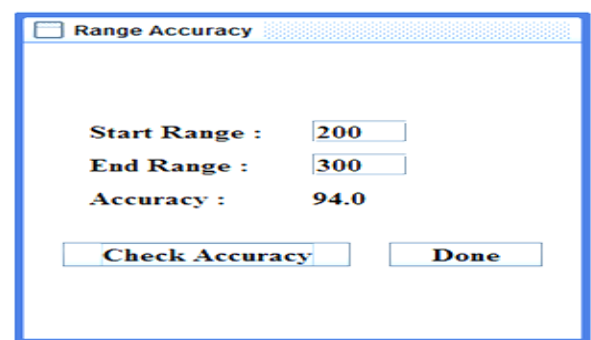 Range Accuracy
Start Range : 200
End Range : 300
Accuracy : 94.0
Check Accuracy Done